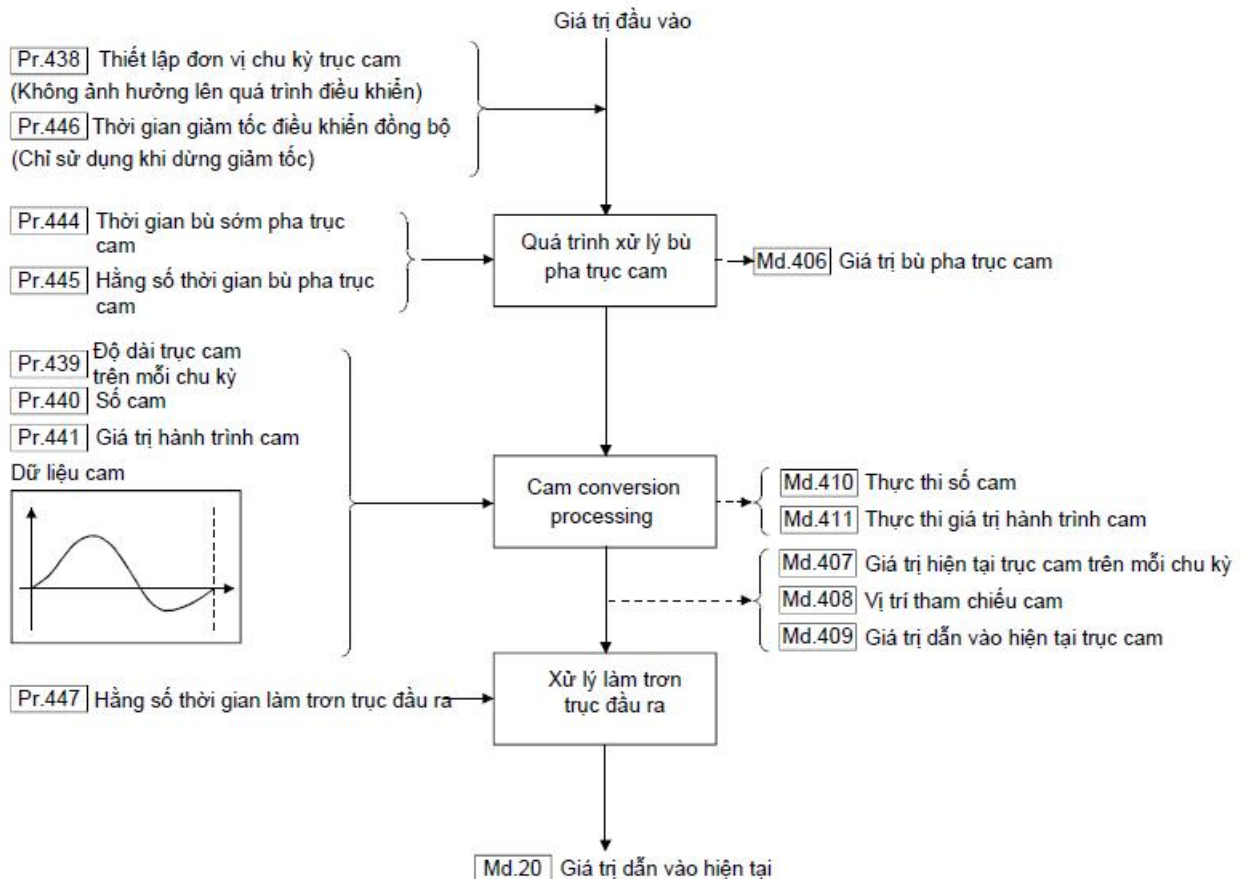 Giá trị đầu vào
Pr.438 Thiết lập đơn vị chu kỳ trục cam
(Không ảnh hưởng lên quá trình điều khiển)
Pr.446 Thời gian giảm tốc điều khiển đồng bộ
(Chỉ sử dụng khi dừng giảm tốc)
Pr.444 Thời gian bù sớm pha trục
cam
Pr.445 Hằng số thời gian bù pha trục
cam
Quá trình xử lý bù
pha trục cam
Md.406 Giá trị bù pha trục cam
Pr.439 Độ dài trục cam
trên mỗi chu kỳ
Pr.440 Số cam
Pr.441 Giá trị hành trình cam
Dữ liệu cam
Cam conversion
processing
Md.410 Thực thi số cam
Md.411 Thực thi giá trị hành trình cam
Md.407 Giá trị hiện tại trục cam trên mỗi chu kỳ
Md.408 Vị trí tham chiếu cam
Md.409 Giá trị dẫn vào hiện tại trục cam
Pr.447 Hằng số thời gian làm trơn trục đầu ra
Xử lý làm trơn
trục đầu ra
Md.20 Giá trị dẫn vào hiện tại